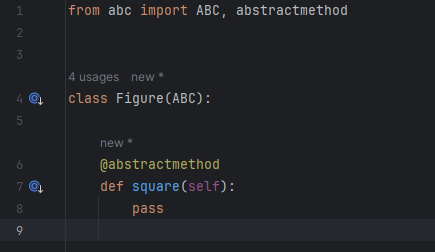 1 from abc import ABC, abstractmethod
2
3
4 usages new *
4 class Figure(ABC):
5
new *
6 @abstractmethod
7 def square(self):
8 pass
9